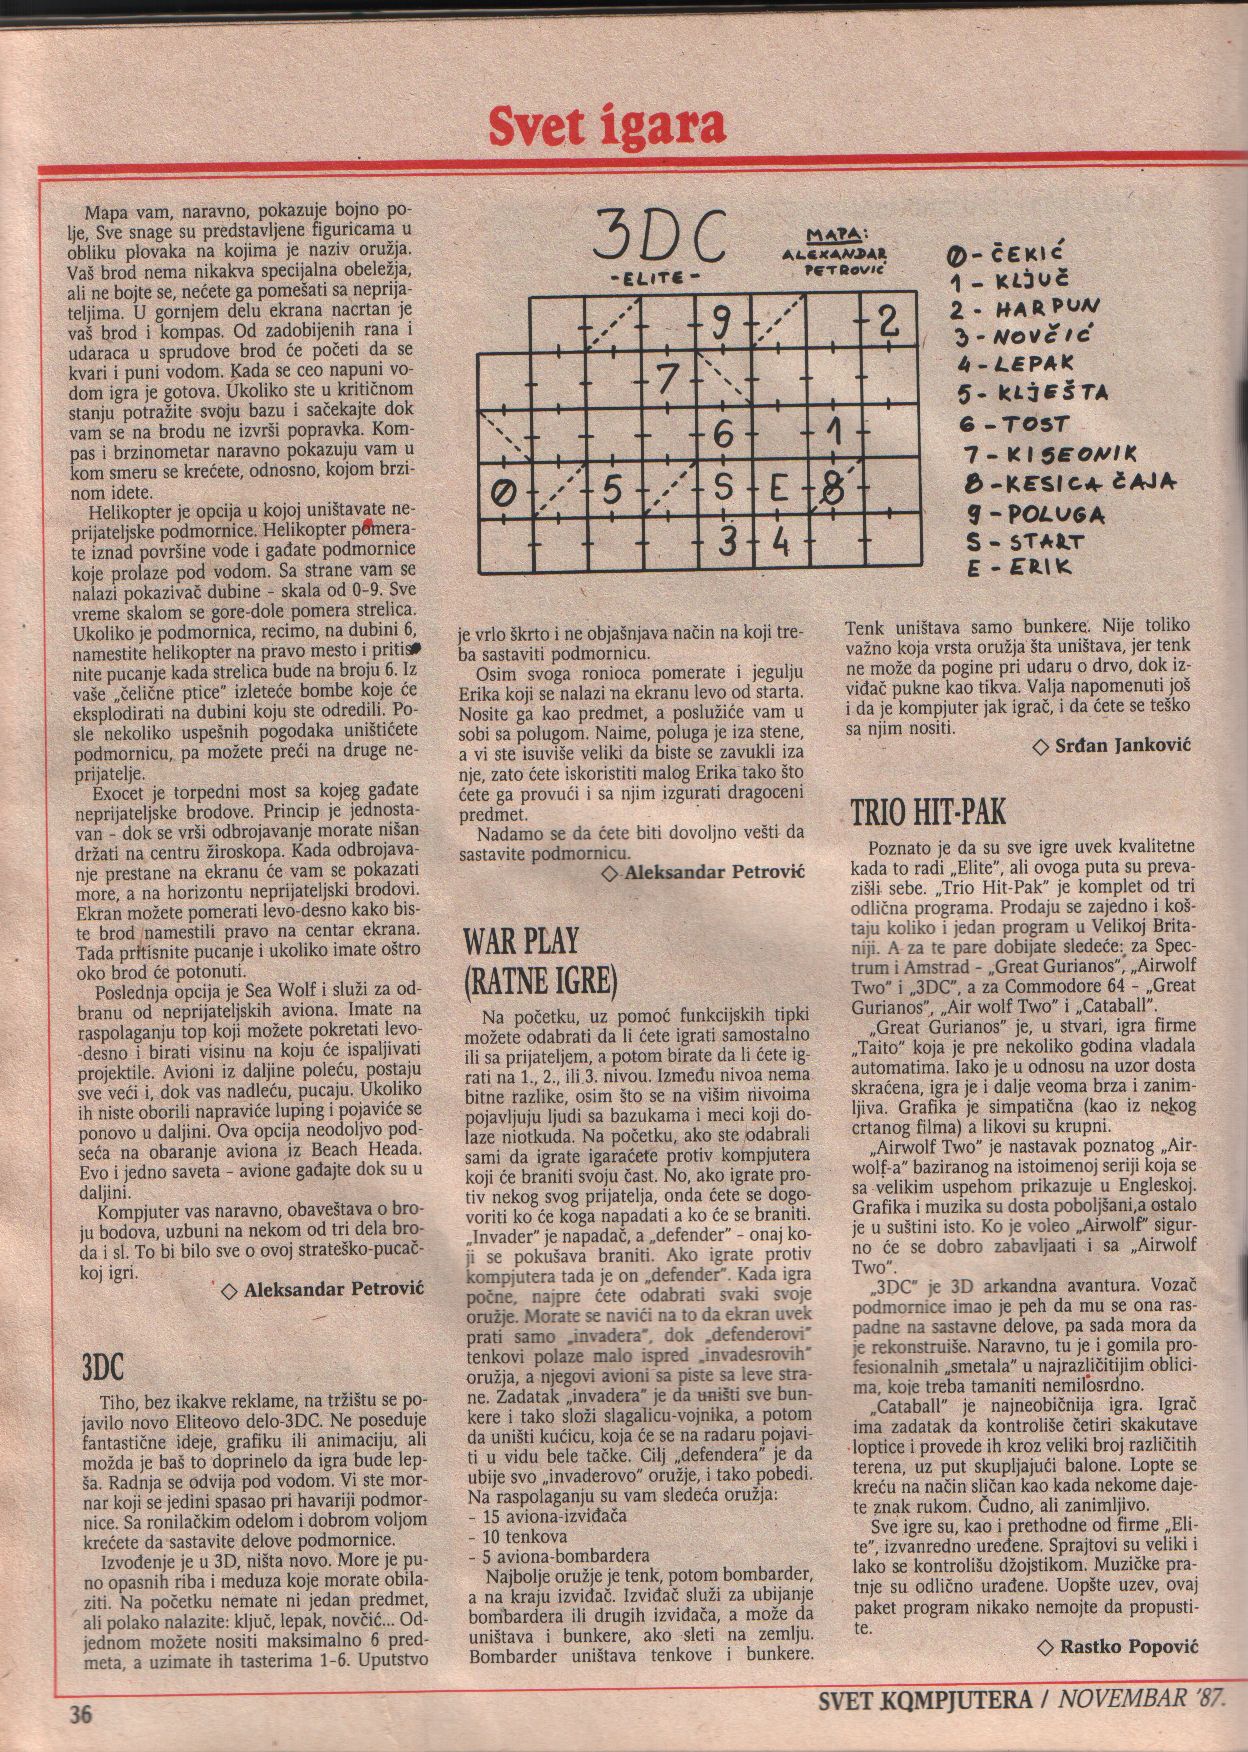 Svet igara
Mapa vam, naravno, pokazuje bojno po-
lje, Sve snage su predstavljene figuricama u
obliku plovaka na kojima je naziv oružja.
Vaš brod nema nikakva specijalna obeležja,
ali ne bojte se, nećete ga pomešati sa neprija-
teljima. U gornjem delu ekrana nacrtan je
vaš brod i kompas. Od zadobijenih rana i
udaraca u sprudove brod će početi da se
kvari i puni vodom. Kada se ceo napuni vo-
dom igra je gotova. Ukoliko ste u kritičnom
stanju potražite svoju bazu i sačekajte dok
vam se na brodu ne izvrši popravka. Kom-
pas i brzinometar naravno pokazuju vam u
kom smeru se krećete, odnosno, kojom brzi-
nom idete.
Helikopter je opcija u kojoj uništavate ne-
prijateljske podmornice. Helikopter pomera-
te iznad površine vode i gađate podmornice
koje prolaze pod vodom. Sa strane vam se
nalazi pokazivač dubine – skala od 0–9. Sve
vreme skalom se gore-dole pomera strelica.
Ukoliko je podmornica, recimo, na dubini 6,
namestite helikopter na pravo mesto i pritis-
nite pucanje kada strelica bude na broju 6. Iz
vaše „čelične ptice" izleteće bombe koje će
eksplodirati na dubini koju ste odredili. Po-
sle nekoliko uspešnih pogodaka uništićete
podmornicu, pa možete preći na druge ne-
prijatelje.
Exocet je torpedni most sa kojeg gađate
neprijateljske brodove. Princip je jednosta-
van – dok se vrši odbrojavanje morate nišan
držati na centru žiroskopa. Kada odbrojava-
nje prestane na ekranu će vam se pokazati
more, a na horizontu neprijateljski brodovi.
Ekran možete pomerati levo-desno kako bis-
te brod namestili pravo na centar ekrana.
Tada pritisnite pucanje i ukoliko imate oštro
oko brod će potonuti.
Poslednja opcija je Sea Wolf i služi za od-
branu od neprijateljskih aviona. Imate na
raspolaganju top koji možete pokretati levo-
-desno i birati visinu na koju će ispaljivati
projektile. Avioni iz daljine poleću, postaju
sve veći i, dok vas nadleću, pucaju. Ukoliko
ih niste oborili napraviće luping i pojaviće se
ponovo u daljini. Ova opcija neodoljivo pod-
seća na obaranje aviona iz Beach Heada.
Evo i jedno saveta – avione gađajte dok su u
daljini.
Kompjuter vas naravno, obaveštava o bro-
ju bodova, uzbuni na nekom od tri dela bro-
da i sl. To bi bilo sve o ovoj strateško-pucač-
koj igri.
◇ Aleksandar Petrović
3DC
Tiho, bez ikakve reklame, na tržištu se po-
javilo novo Eliteovo delo-3DC. Ne poseduje
fantastične ideje, grafiku ili animaciju, ali
možda je baš to doprinelo da igra bude lep-
ša. Radnja se odvija pod vodom. Vi ste mor-
nar koji se jedini spasao pri havariji podmor-
nice. Sa ronilačkim odelom i dobrom voljom
krećete da sastavite delove podmornice.
Izvođenje je u 3D, ništa novo. More je pu-
no opasnih riba i meduza koje morate obila-
ziti. Na početku nemate ni jedan predmet,
ali polako nalazite: ključ, lepak, novčić... Od-
jednom možete nositi maksimalno 6 pred-
meta, a uzimate ih tasterima 1-6. Uputstvo
3DC
-ELITE-
MAPA:
ALEXANDAR
PETROVIĆ
9 2
7
6 1
0 5 S E 8
3 4
0 - ČEKIĆ
1 - KLJUČ
2 - HARPUN
3 - NOVČIĆ
4 - LEPAK
5 - KLJEŠTA
6 - TOST
7 - KISEONIK
8 - KESICA ČAJA
9 - POLUGA
S - START
E - ERIK
je vrlo škrto i ne objašnjava način na koji tre-
ba sastaviti podmornicu.
Osim svoga ronioca pomerate i jegulju
Erika koji se nalazi na ekranu levo od starta.
Nosite ga kao predmet, a poslužiće vam u
sobi sa polugom. Naime, poluga je iza stene,
a vi ste isuviše veliki da biste se zavukli iza
nje, zato ćete iskoristiti malog Erika tako što
ćete ga provući i sa njim izgurati dragoceni
predmet.
Nadamo se da ćete biti dovoljno vešti da
sastavite podmornicu.
◇ Aleksandar Petrović
WAR PLAY
(RATNE IGRE)
Na početku, uz pomoć funkcijskih tipki
možete odabrati da li ćete igrati samostalno
ili sa prijateljem, a potom birate da li ćete ig-
rati na 1., 2., ili 3. nivou. Između nivoa nema
bitne razlike, osim što se na višim nivoima
pojavljuju ljudi sa bazukama i meci koji do-
laze niotkuda. Na početku, ako ste odabrali
sami da igrate igaraćete protiv kompjutera
koji će braniti svoju čast. No, ako igrate pro-
tiv nekog svog prijatelja, onda ćete se dogo-
voriti ko će koga napadati a ko će se braniti.
„Invader" je napadač, a „defender" – onaj ko-
ji se pokušava braniti. Ako igrate protiv
kompjutera tada je on „defender". Kada igra
počne, najpre ćete odabrati svaki svoje
oružje. Morate se navići na to da ekran uvek
prati samo „invadera", dok „defenderovi"
tenkovi polaze malo ispred „invadesrovih"
oružja, a njegovi avioni sa piste sa leve stra-
ne. Zadatak „invadera" je da uništi sve bun-
kere i tako složi slagalicu-vojnika, a potom
da uništi kućicu, koja će se na radaru pojavi-
ti u vidu bele tačke. Cilj „defendera" je da
ubije svo „invaderovo" oružje, i tako pobedi.
Na raspolaganju su vam sledeća oružja:
- 15 aviona-izviđača
- 10 tenkova
- 5 aviona-bombardera
Najbolje oružje je tenk, potom bombarder,
a na kraju izviđač. Izviđač služi za ubijanje
bombardera ili drugih izviđača, a može da
uništava i bunkere, ako sleti na zemlju.
Bombarder uništava tenkove i bunkere.
Tenk uništava samo bunkere. Nije toliko
važno koja vrsta oružja šta uništava, jer tenk
ne može da pogine pri udaru o drvo, dok iz-
viđač pukne kao tikva. Valja napomenuti još
i da je kompjuter jak igrač, i da ćete se teško
sa njim nositi.
◇ Srđan Janković
TRIO HIT-PAK
Poznato je da su sve igre uvek kvalitetne
kada to radi „Elite", ali ovoga puta su preva-
zišli sebe. „Trio Hit-Pak" je komplet od tri
odlična programa. Prodaju se zajedno i koš-
taju koliko i jedan program u Velikoj Brita-
niji. A za te pare dobijate sledeće: za Spec-
trum i Amstrad – „Great Gurianos", „Airwolf
Two" i „3DC", a za Commodore 64 – „Great
Gurianos", „Air wolf Two" i „Cataball".
„Great Gurianos" je, u stvari, igra firme
„Taito" koja je pre nekoliko godina vladala
automatima. Iako je u odnosu na uzor dosta
skraćena, igra je i dalje veoma brza i zanim-
ljiva. Grafika je simpatična (kao iz nekog
crtanog filma) a likovi su krupni.
„Airwolf Two" je nastavak poznatog „Air-
wolf-a" baziranog na istoimenoj seriji koja se
sa velikim uspehom prikazuje u Engleskoj.
Grafika i muzika su dosta poboljšani,a ostalo
je u suštini isto. Ko je voleo „Airwolf" sigur-
no će se dobro zabavljaati i sa „Airwolf
Two".
„3DC" je 3D arkandna avantura. Vozač
podmornice imao je peh da mu se ona ras-
padne na sastavne delove, pa sada mora da
je rekonstruiše. Naravno, tu je i gomila pro-
fesionalnih „smetala" u najrazličitijim oblici-
ma, koje treba tamaniti nemilosrdno.
„Cataball" je najneobičnija igra. Igrač
ima zadatak da kontroliše četiri skakutave
loptice i provede ih kroz veliki broj različitih
terena, uz put skupljajući balone. Lopte se
kreću na način sličan kao kada nekome daje-
te znak rukom. Čudno, ali zanimljivo.
Sve igre su, kao i prethodne od firme „Eli-
te", izvanredno uređene. Sprajtovi su veliki i
lako se kontrolišu džojstikom. Muzičke pra-
tnje su odlično urađene. Uopšte uzev, ovaj
paket program nikako nemojte da propusti-
te.
◇ Rastko Popović
36
SVET KOMPJUTERA / NOVEMBAR '87.